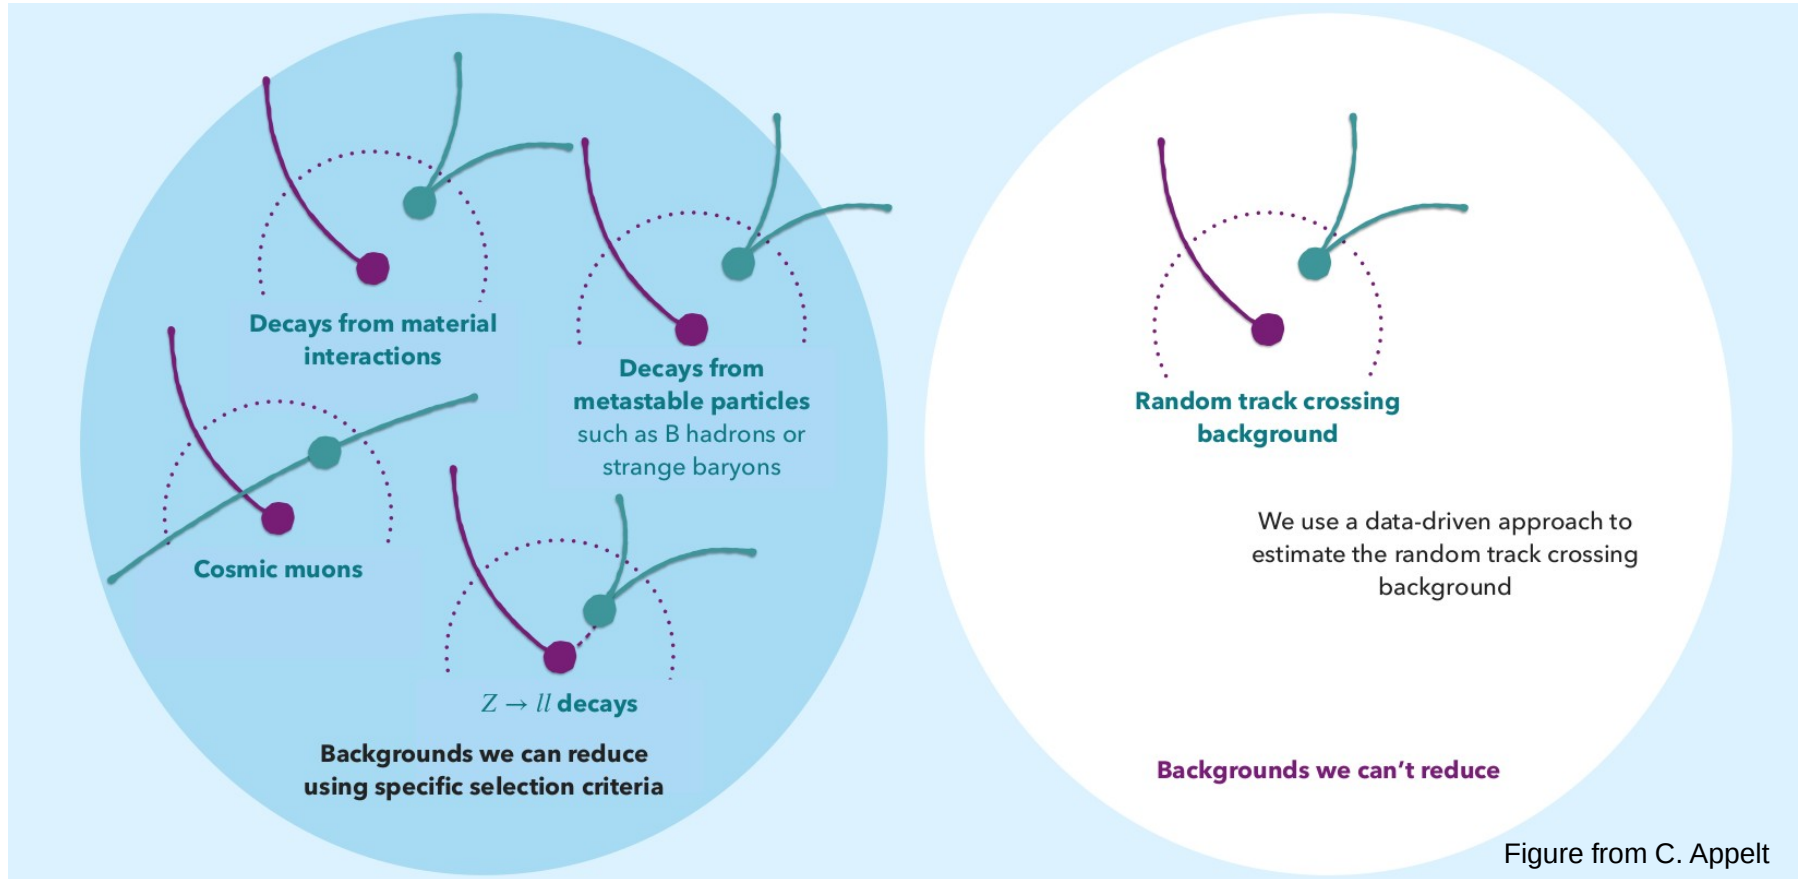 Decays from material
interactions
Decays from
metastable particles
such as B hadrons or
strange baryons
Cosmic muons
Z → ll decays
Backgrounds we can reduce
using specific selection criteria
Random track crossing
background
We use a data-driven approach to
estimate the random track crossing
background
Backgrounds we can’t reduce
Figure from C. Appelt